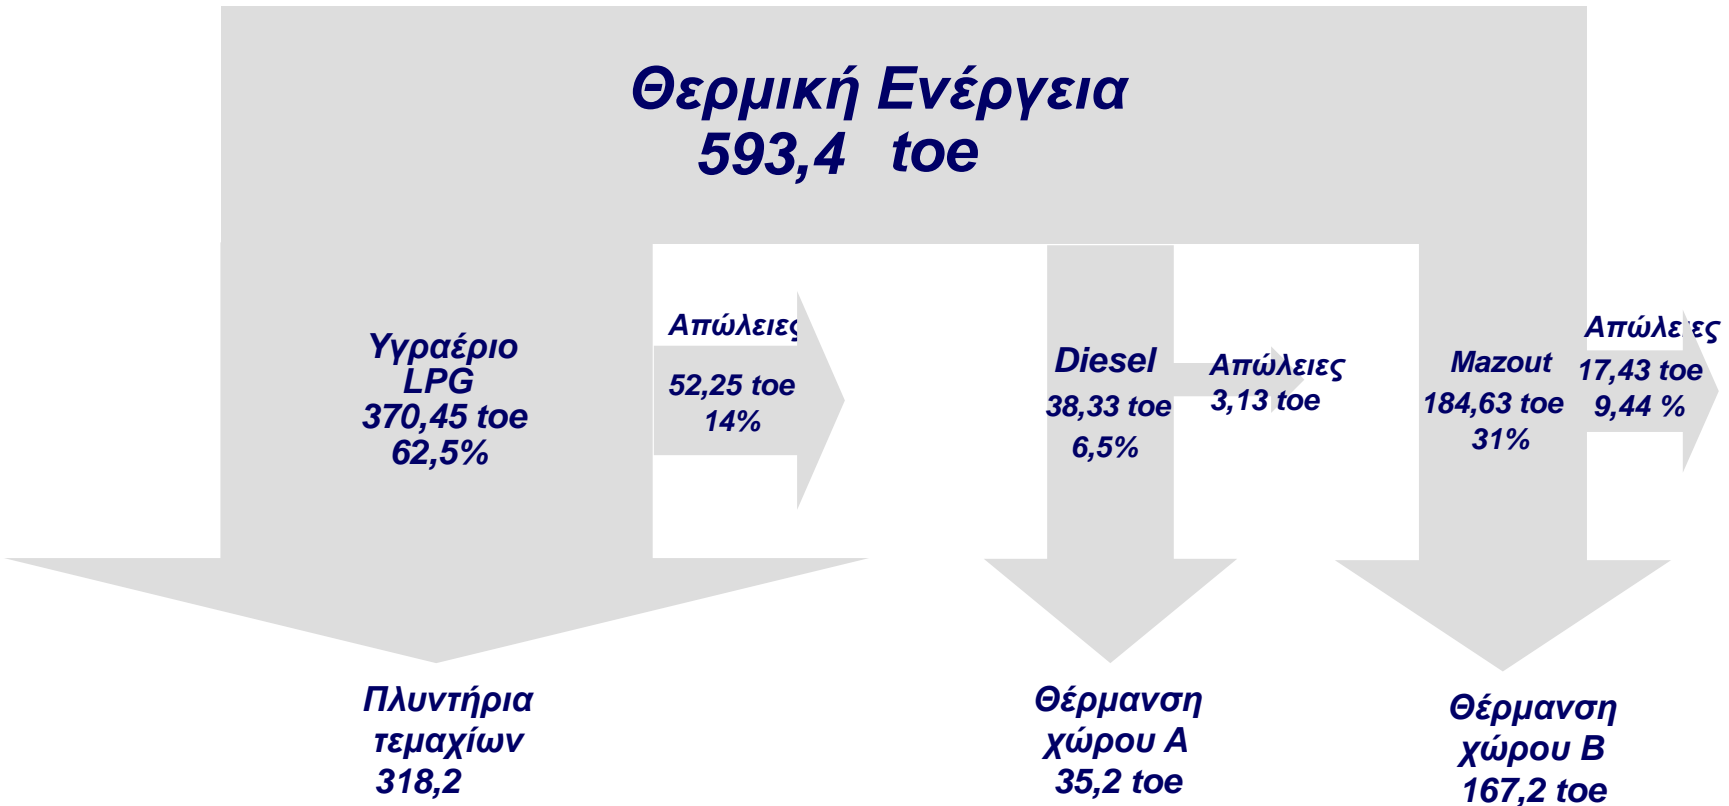 Θερμική Ενέργεια
593,4 toe
Υγραέριο
LPG
370,45 toe
62,5%
Απώλειες
52,25 toe
14%
Diesel
38,33 toe
6,5%
Απώλειες
3,13 toe
Mazout
184,63 toe
31%
Απώλειες
17,43 toe
9,44 %
Πλυντήρια
τεμαχίων
318,2
Θέρμανση
χώρου Α
35,2 toe
Θέρμανση
χώρου Β
167,2 toe